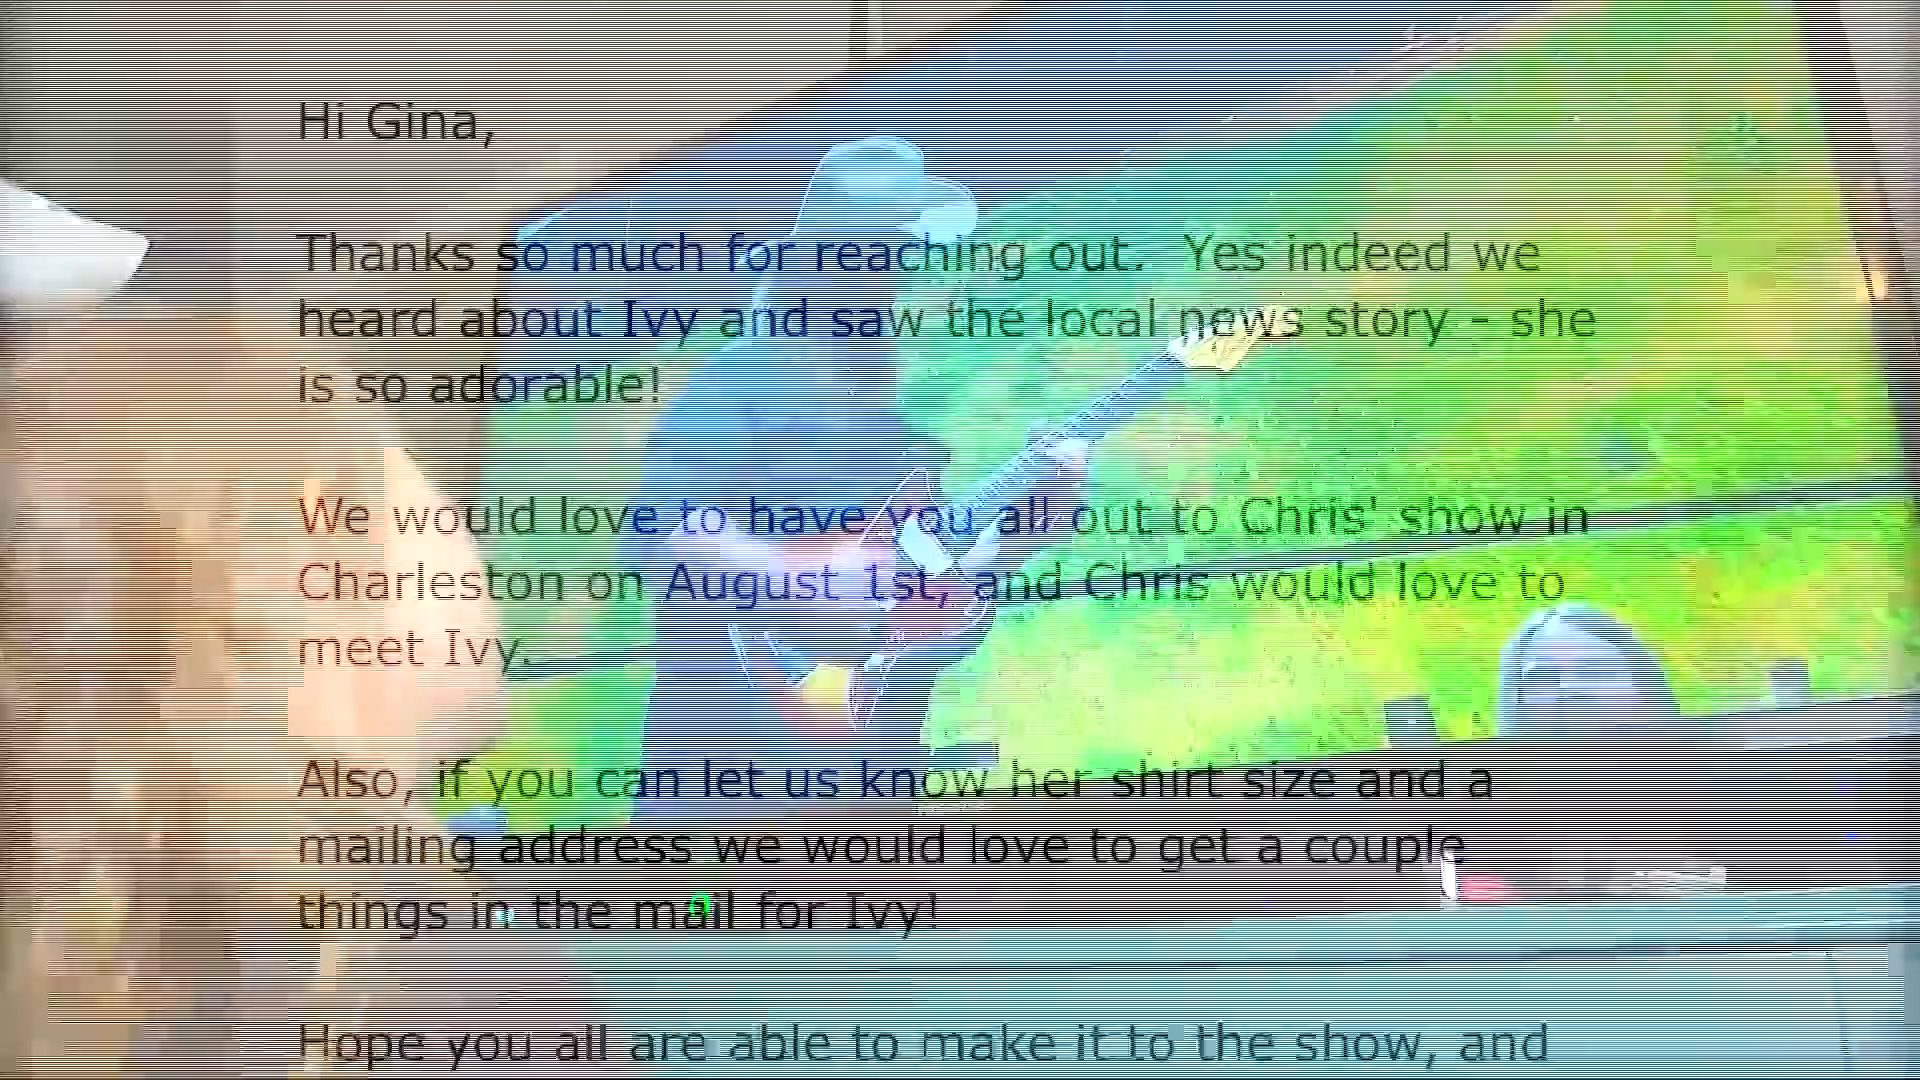 Hi Gina,
Thanks so much for reaching out. Yes indeed we
heard about Ivy and saw the local news story - she
is so adorable!
We would love to have you all out to Chris' show in
Charleston on August 1st, and Chris would love to
meet Ivy.
Also, if you can let us know her shirt size and a
mailing address we would love to get a couple
things in the mail for Ivy!
Hope you all are able to make it to the show, and